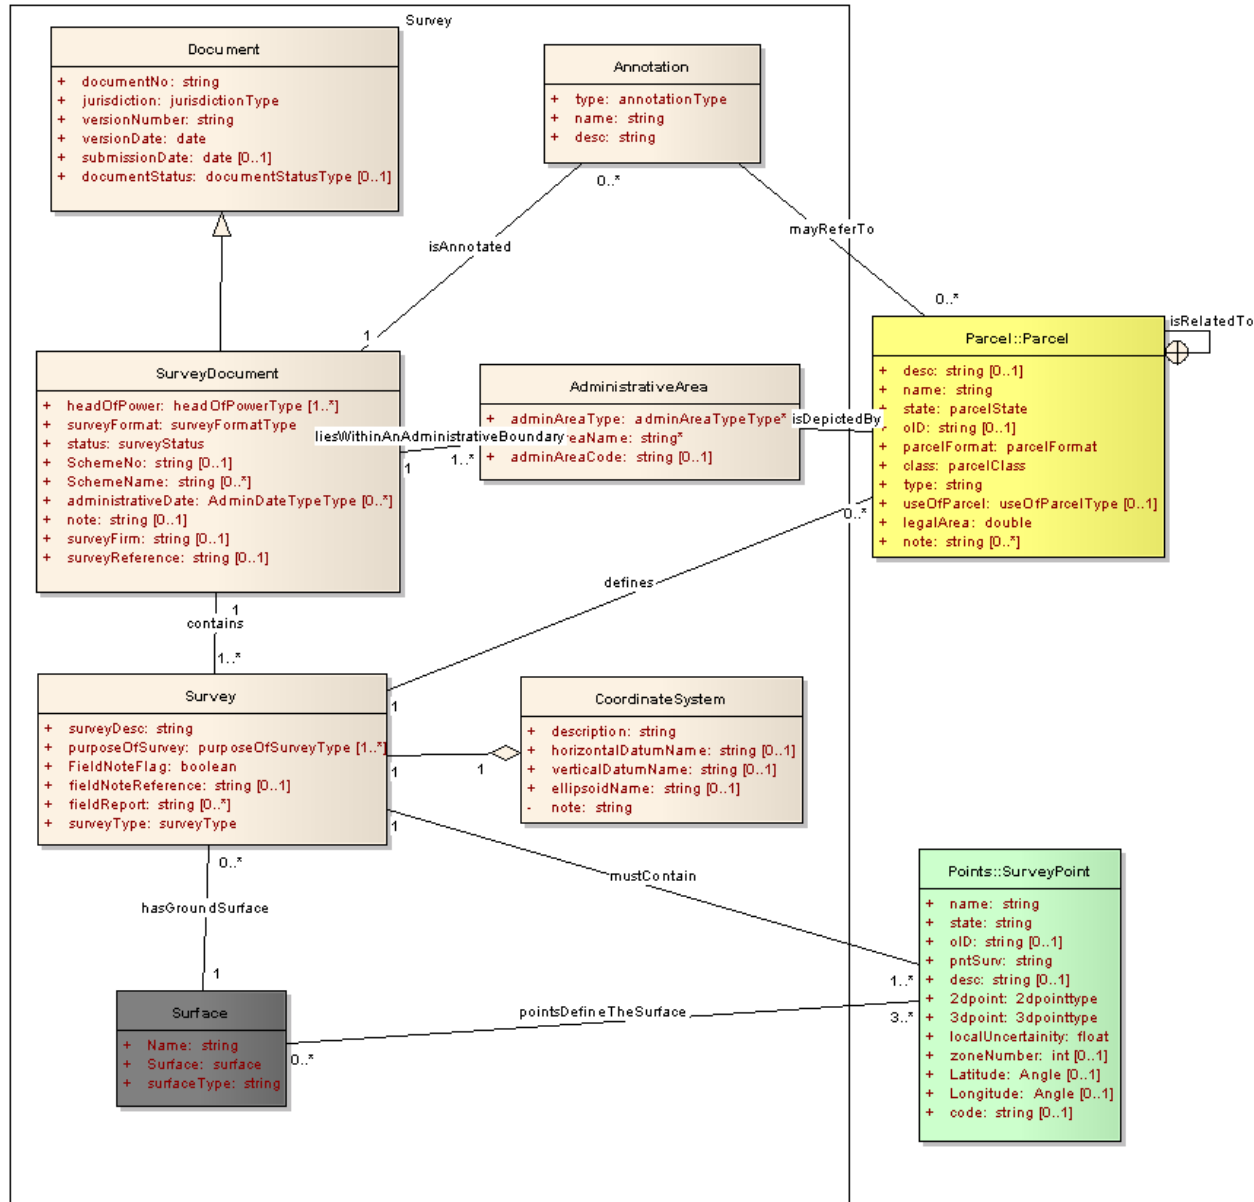 Survey
Document
+ documentNo: string
+ jurisdiction: jurisdictionType
+ versionNumber: string
+ versionDate: date
+ submissionDate: date [0..1]
+ documentStatus: documentStatusType [0..1]
Annotation
+ type: annotationType
+ name: string
+ desc: string
0..*
isAnnotated
1
mayReferTo
0..*
isRelatedTo
Parcel::Parcel
+ desc: string [0..1]
+ name: string
+ state: parcelState
+ oID: string [0..1]
+ parcelFormat: parcelFormat
+ class: parcelClass
+ type: string
+ useOfParcel: useOfParcelType [0..1]
+ legalArea: double
+ note: string [0..*]
SurveyDocument
+ headOfPower: headOfPowerType [1..*]
+ surveyFormat: surveyFormatType
+ status: surveyStatus
+ SchemeNo: string [0..1]
+ SchemeName: string [0..*]
+ administrativeDate: AdminDateTypeType [0..*]
+ note: string [0..1]
+ surveyFirm: string [0..1]
+ surveyReference: string [0..1]
liesWithinAnAdministrativeBoundary
1
1..*
AdministrativeArea
+ adminAreaType: adminAreaTypeType*
eaName: string*
+ adminAreaCode: string [0..1]
isDepictedBy
0..*
defines
1
1
contains
1..*
Survey
+ surveyDesc: string
+ purposeOfSurvey: purposeOfSurveyType [1..*]
+ FieldNoteFlag: boolean
+ fieldNoteReference: string [0..1]
+ fieldReport: string [0..*]
+ surveyType: surveyType
1
1
CoordinateSystem
+ description: string
+ horizontalDatumName: string [0..1]
+ verticalDatumName: string [0..1]
+ ellipsoidName: string [0..1]
- note: string
1
mustContain
1..*
0..*
hasGroundSurface
1
Surface
+ Name: string
+ Surface: surface
+ surfaceType: string
0..*
pointsDefineTheSurface
3..*
Points::SurveyPoint
+ name: string
+ state: string
+ oID: string [0..1]
+ pntSurv: string
+ desc: string [0..1]
+ 2dpoint: 2dpointtype
+ 3dpoint: 3dpointtype
+ localUncertainity: float
+ zoneNumber: int [0..1]
+ Latitude: Angle [0..1]
+ Longitude: Angle [0..1]
+ code: string [0..1]